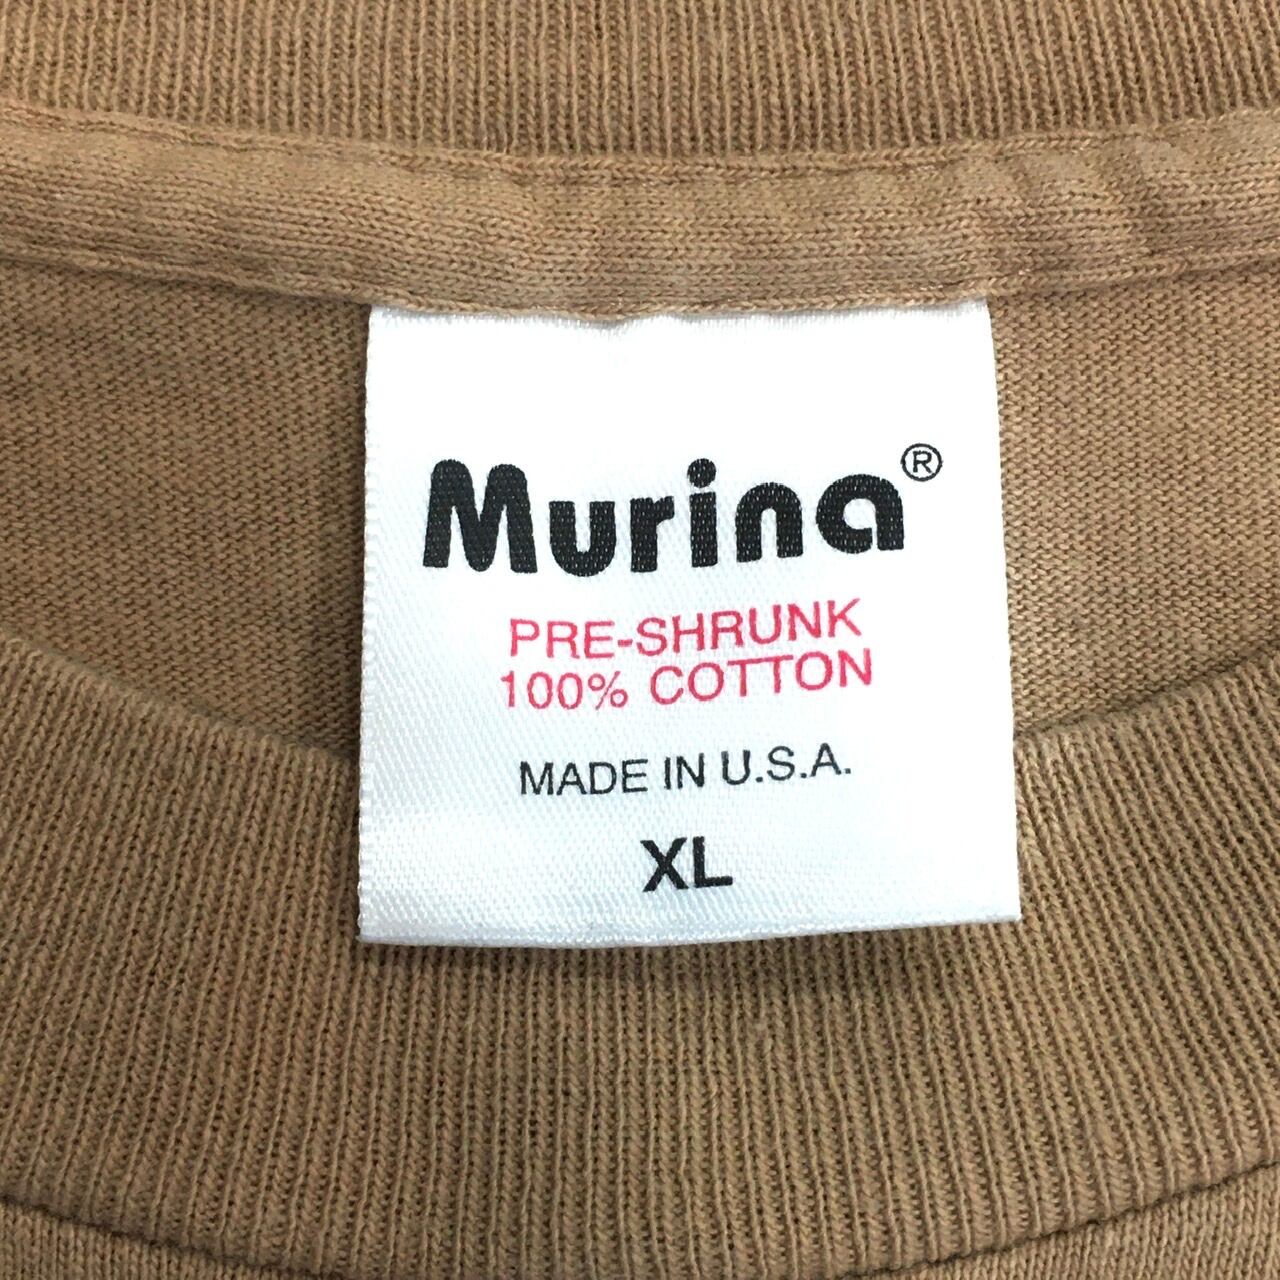 Murina®
PRE-SHRUNK
100% COTTON
MADE IN U.S.A.
XL